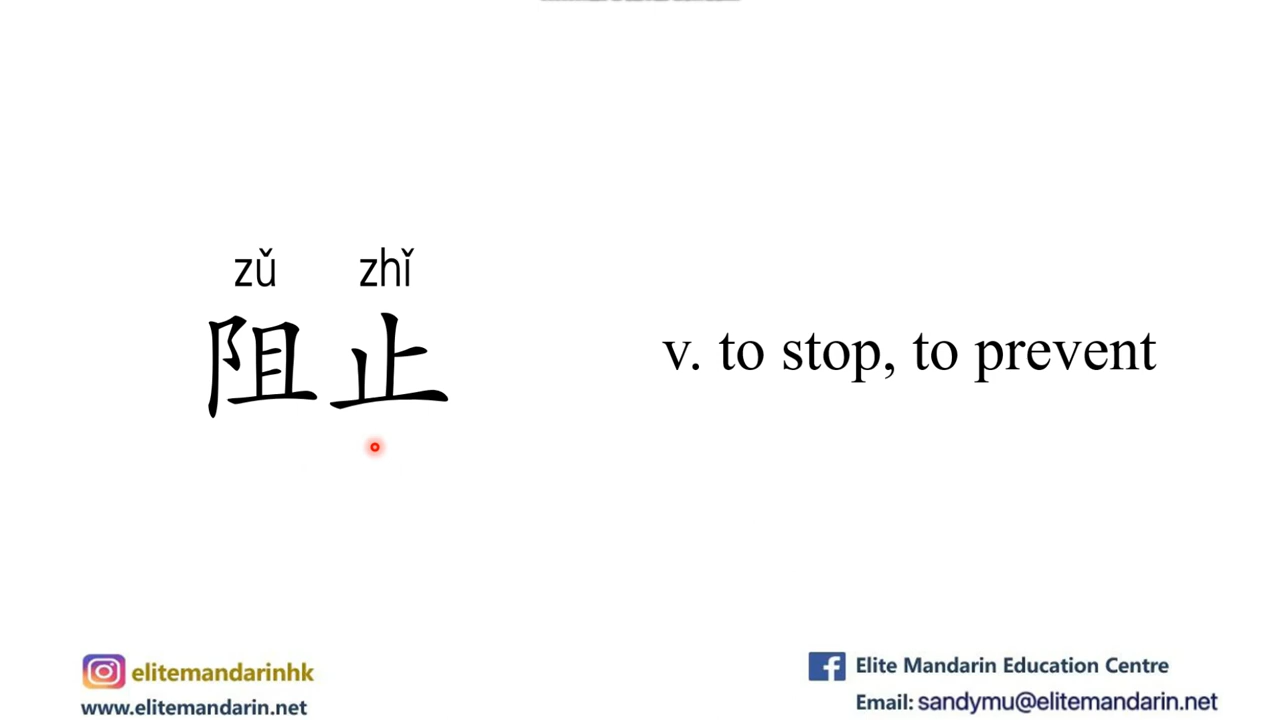 zǔ zhǐ
阻止
v. to stop, to prevent
elitemandarinhk
www.elitemandarin.net
Elite Mandarin Education Centre
Email: sandymu@elitemandarin.net